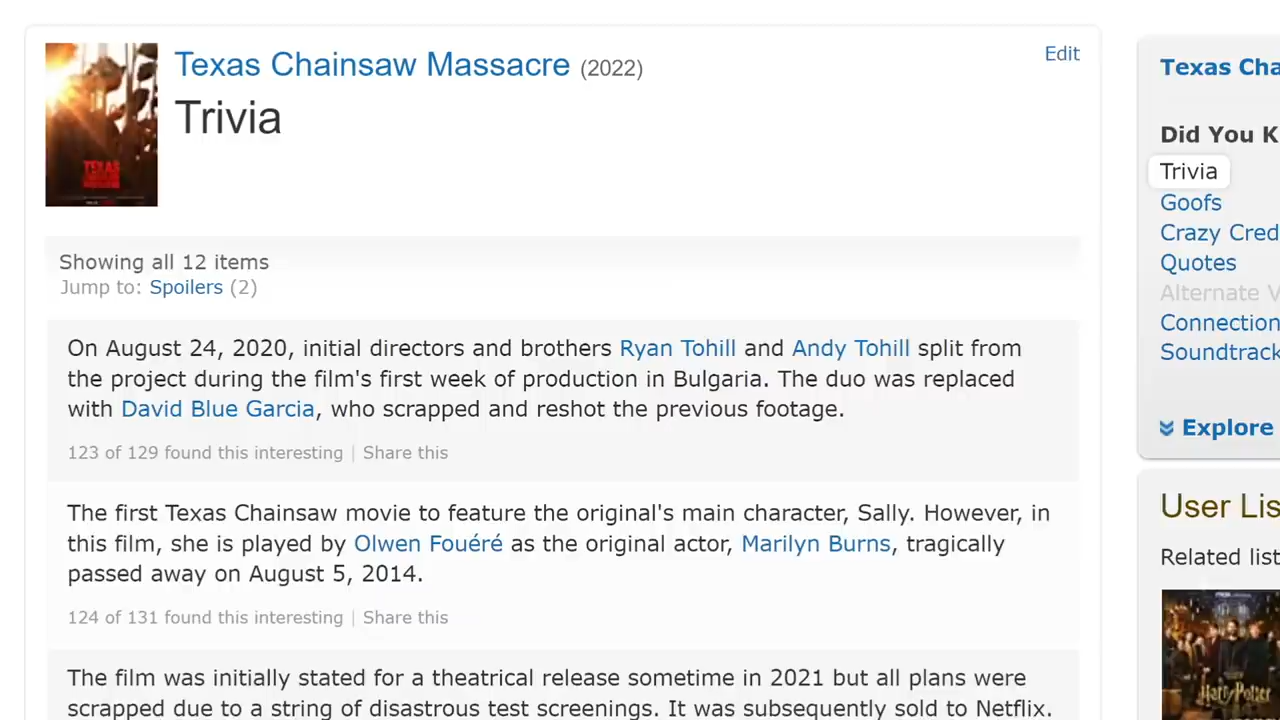 Texas Chainsaw Massacre (2022)
Edit
Trivia
TEXAS
Showing all 12 items
Jump to: Spoilers (2)
On August 24, 2020, initial directors and brothers Ryan Tohill and Andy Tohill split from
the project during the film's first week of production in Bulgaria. The duo was replaced
with David Blue Garcia, who scrapped and reshot the previous footage.
123 of 129 found this interesting | Share this
The first Texas Chainsaw movie to feature the original's main character, Sally. However, in
this film, she is played by Olwen Fouéré as the original actor, Marilyn Burns, tragically
passed away on August 5, 2014.
124 of 131 found this interesting | Share this
The film was initially stated for a theatrical release sometime in 2021 but all plans were
scrapped due to a string of disastrous test screenings. It was subsequently sold to Netflix.
Texas Cha
Did You K
Trivia
Goofs
Crazy Cred
Quotes
Alternate V
Connection
Soundtrack
Explore
User Lis
Related list
Harry Potter